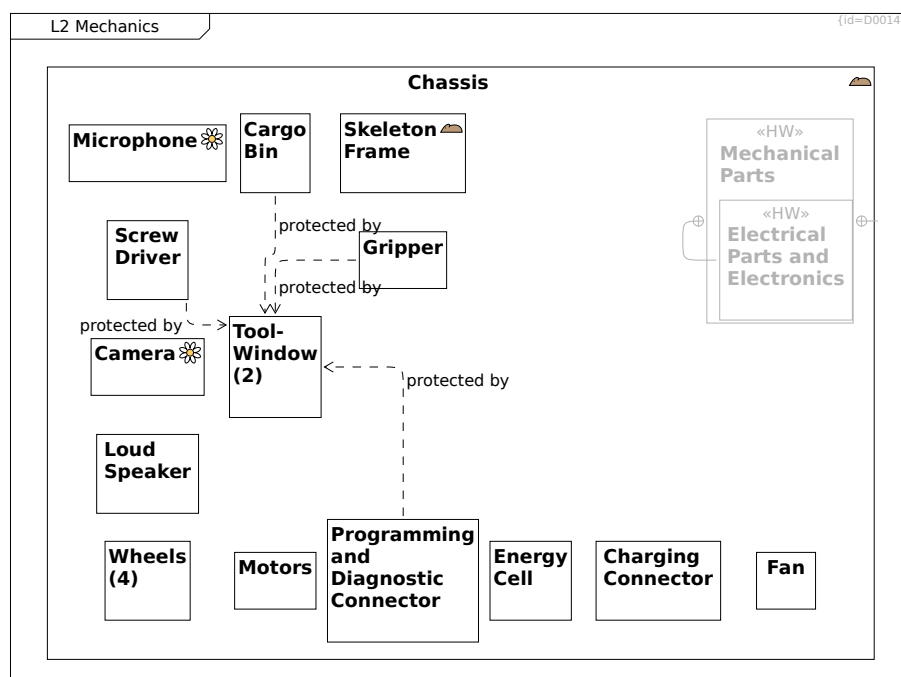 L2 Mechanics
{id=D0014
Chassis
Microphone
Cargo
Bin
Skeleton
Frame
«HW»
Mechanical
Parts
«HW»
Electrical
Parts and
Electronics
protected by
Screw
Driver
Gripper
protected by
protected by
Tool-
Window
(2)
Camera
protected by
Loud
Speaker
Programming
and
Diagnostic
Connector
Wheels
(4)
Motors
Energy
Cell
Charging
Connector
Fan